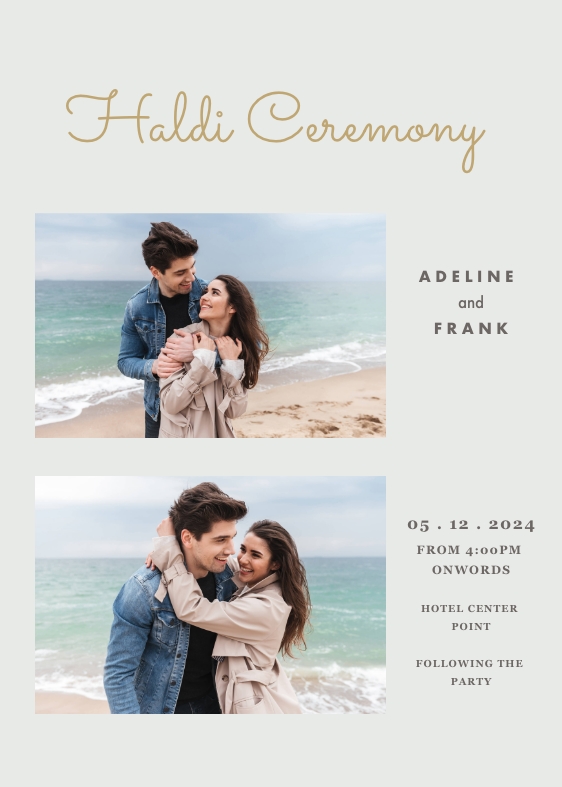 Haldi Ceremony
ADELINE
and
FRANK
05 . 12 . 2024
FROM 4:00PM
ONWORDS
HOTEL CENTER
POINT
FOLLOWING THE
PARTY